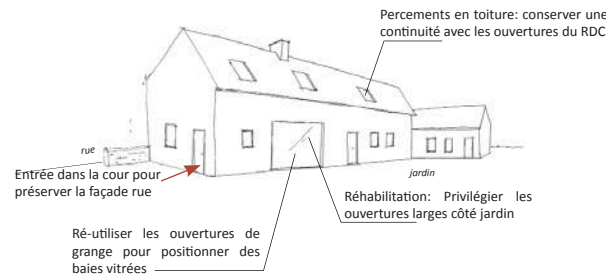 Percements en toiture: conserver une
continuité avec les ouvertures du RDC
rue
Entrée dans la cour pour
préserver la façade rue
jardin
Réhabilitation: Privilégier les
ouvertures larges côté jardin
Ré-utiliser les ouvertures de
grange pour positionner des
baies vitrées